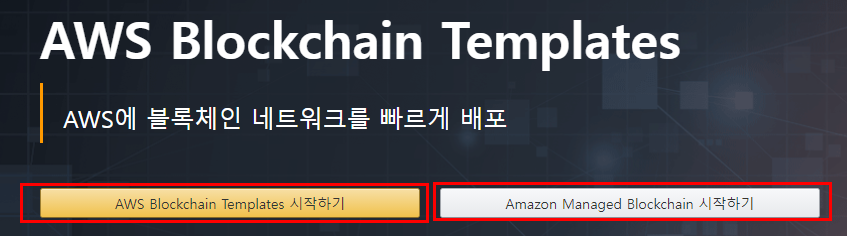 AWS Blockchain Templates
AWS에 블록체인 네트워크를 빠르게 배포
AWS Blockchain Templates 시작하기
Amazon Managed Blockchain 시작하기